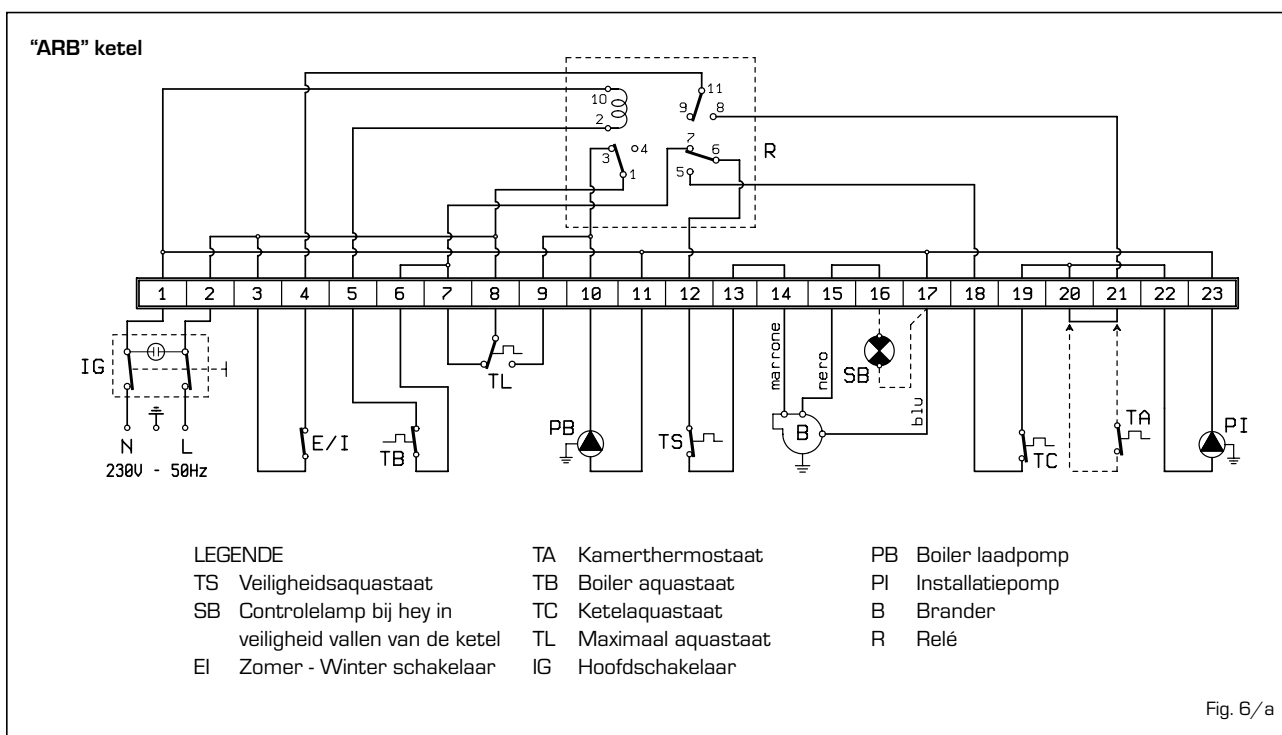 “ARB” ketel
10
2
3
4
1
11
9
8
7
6
5
R
1 2 3 4 5 6 7 8 9 10 11 12 13 14 15 16 17 18 19 20 21 22 23
IG
N
L
230V - 50Hz
E/I
TB
TL
PB
TS
marrone
nero
B
SB
blu
TC
TA
PI
LEGENDE
TS Veiligheidsaquastaat
SB Controlelamp bij hey in
veiligheid vallen van de ketel
EI Zomer - Winter schakelaar
TA Kamerthermostaat
TB Boiler aquastaat
TC Ketelaquastaat
TL Maximaal aquastaat
IG Hoofdschakelaar
PB Boiler laadpomp
PI Installatiepomp
B Brander
R Relé
Fig. 6/a